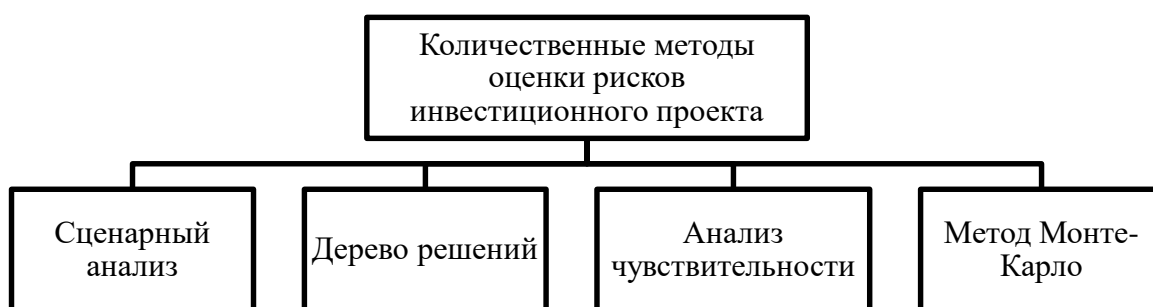 Количественные методы
оценки рисков
инвестиционного проекта
Сценарный
анализ
Дерево решений
Анализ
чувствительности
Метод Монте-
Карло